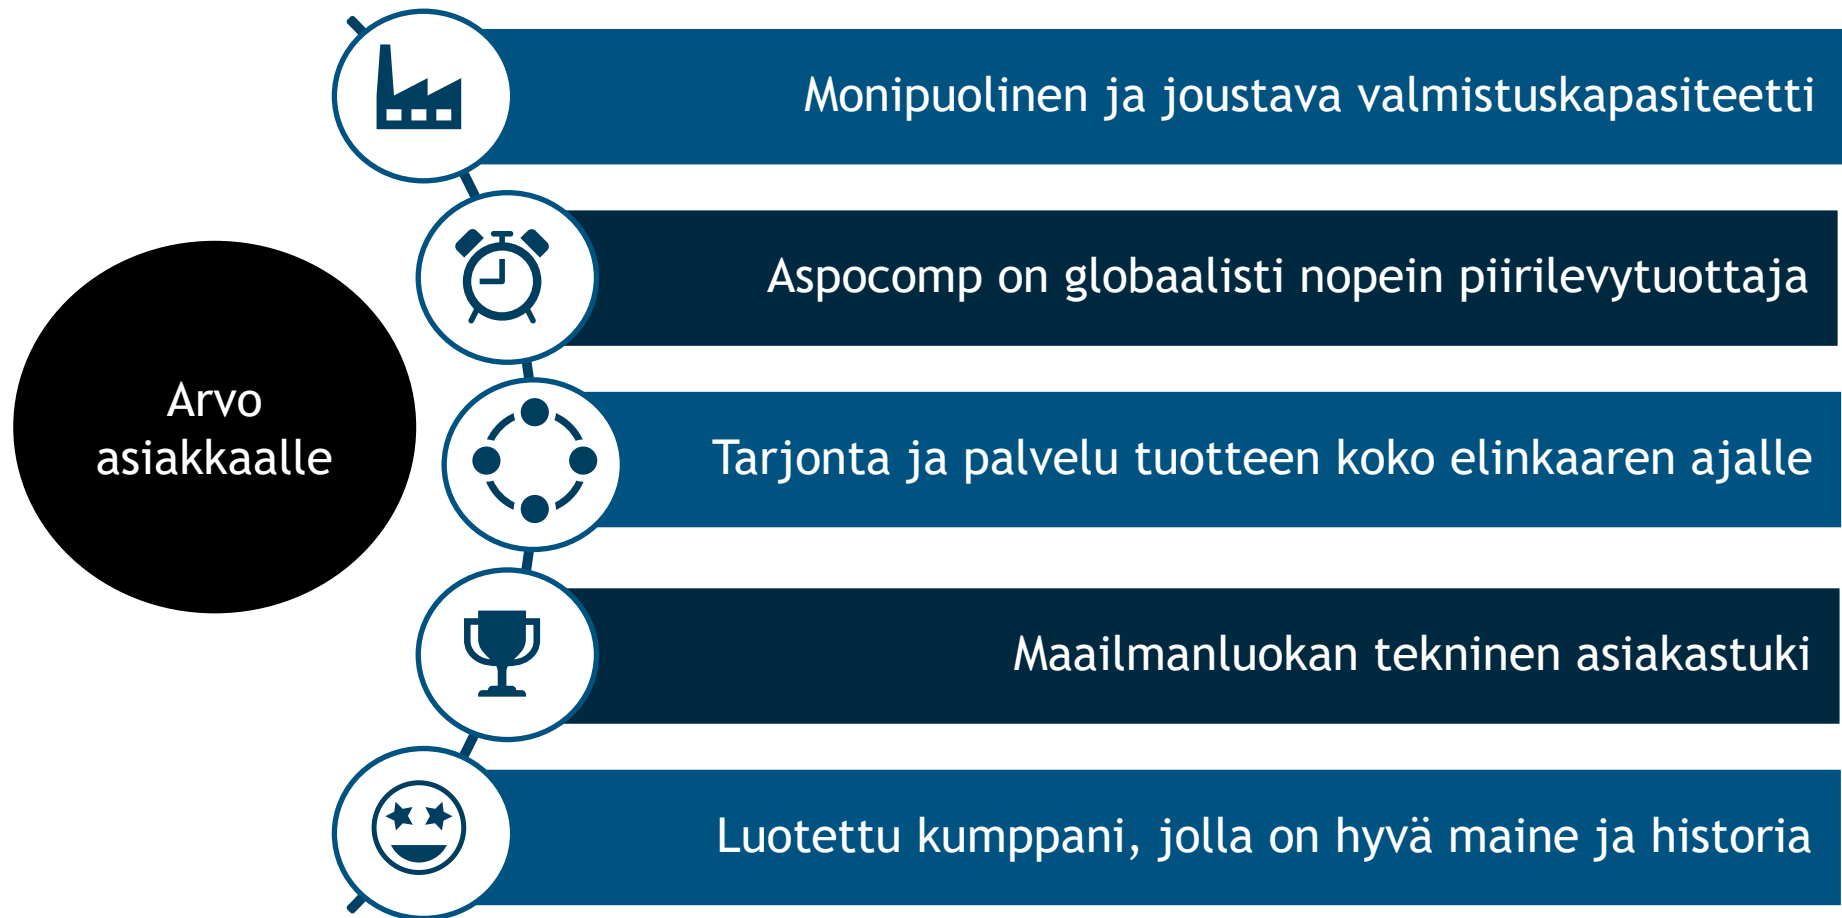 Monipuolinen ja joustava valmistuskapasiteetti
Aspocomp on globaalisti nopein piirilevytuottaja
Arvo
asiakkaalle
Tarjonta ja palvelu tuotteen koko elinkaaren ajalle
Maailmanluokan tekninen asiakastuki
Luotettu kumppani, jolla on hyvä maine ja historia